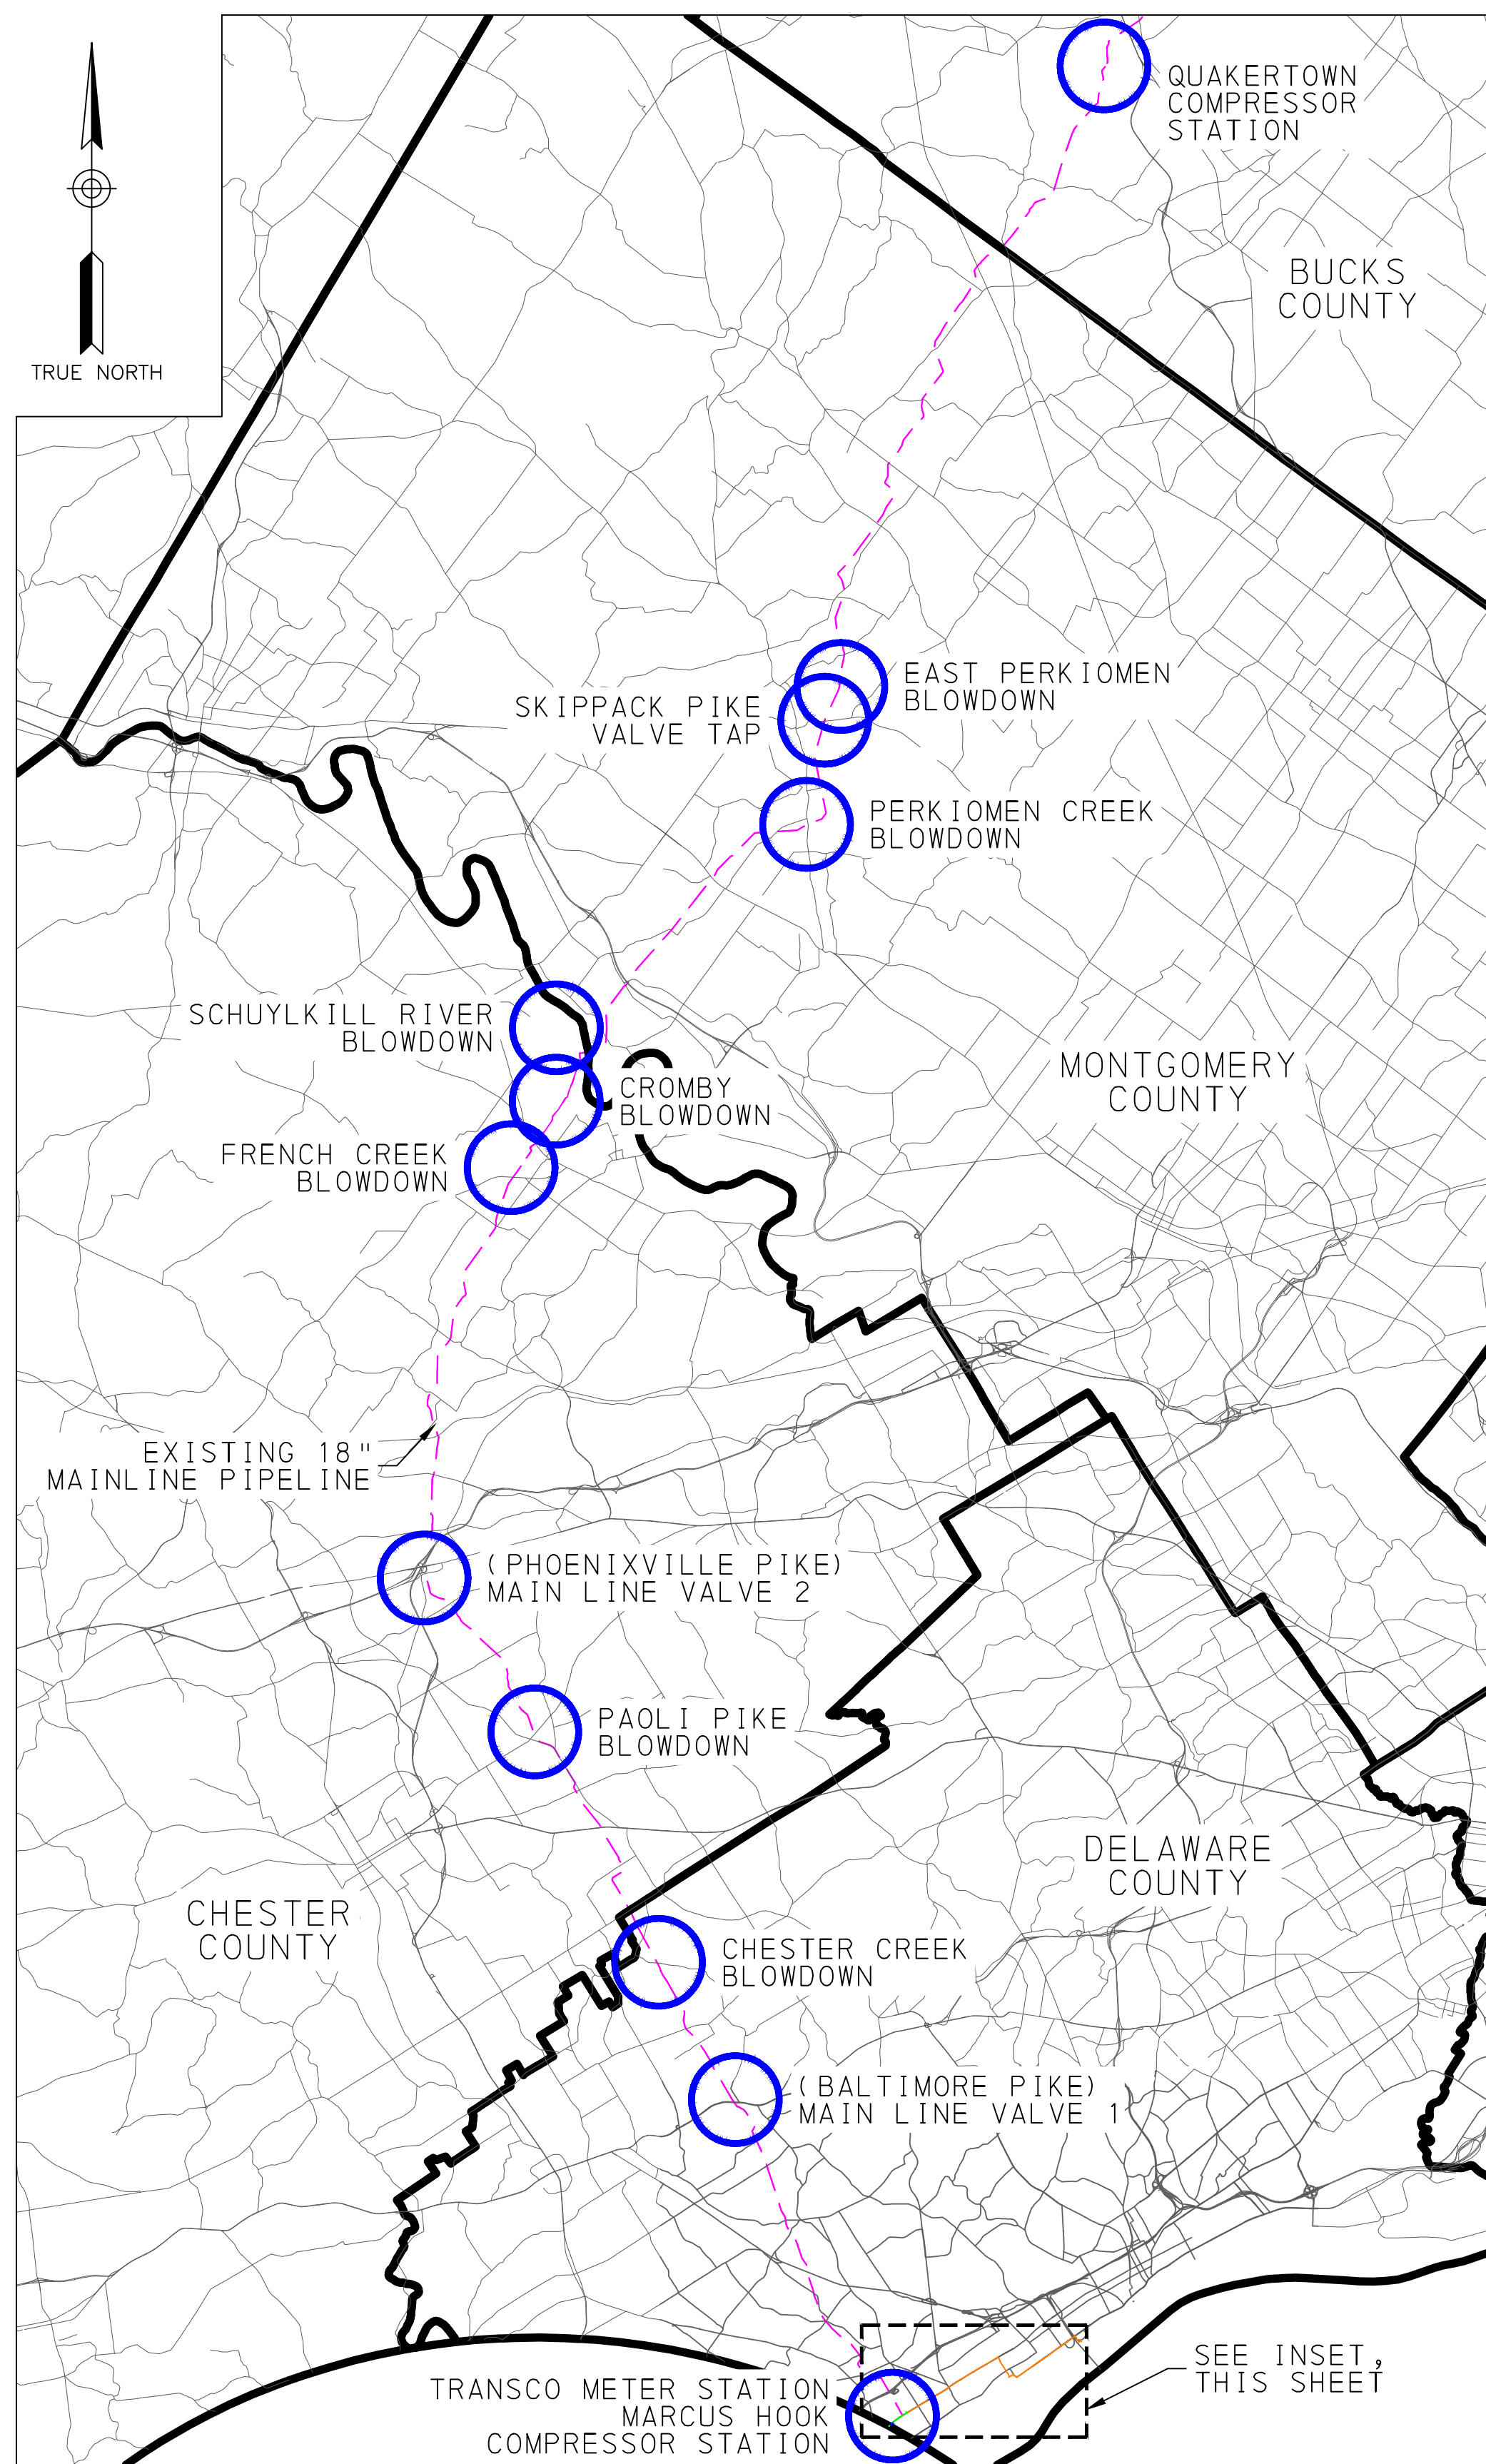 QUAKERTOWN
COMPRESSOR
STATION
BUCKS
COUNTY
TRUE NORTH
EAST PERKIOMEN
BLOWDOWN
SKIPPACK PIKE
VALVE TAP
PERKIOMEN CREEK
BLOWDOWN
SCHUYLKILL RIVER
BLOWDOWN
MONTGOMERY
COUNTY
CROMBY
BLOWDOWN
FRENCH CREEK
BLOWDOWN
EXISTING 18"
MAINLINE PIPELINE
(PHOENIXVILLE PIKE)
MAIN LINE VALVE 2
PAOLI PIKE
BLOWDOWN
DELAWARE
COUNTY
CHESTER
COUNTY
CHESTER CREEK
BLOWDOWN
(BALTIMORE PIKE)
MAIN LINE VALVE 1
SEE INSET,
THIS SHEET
TRANSCO METER STATION
MARCUS HOOK
COMPRESSOR STATION